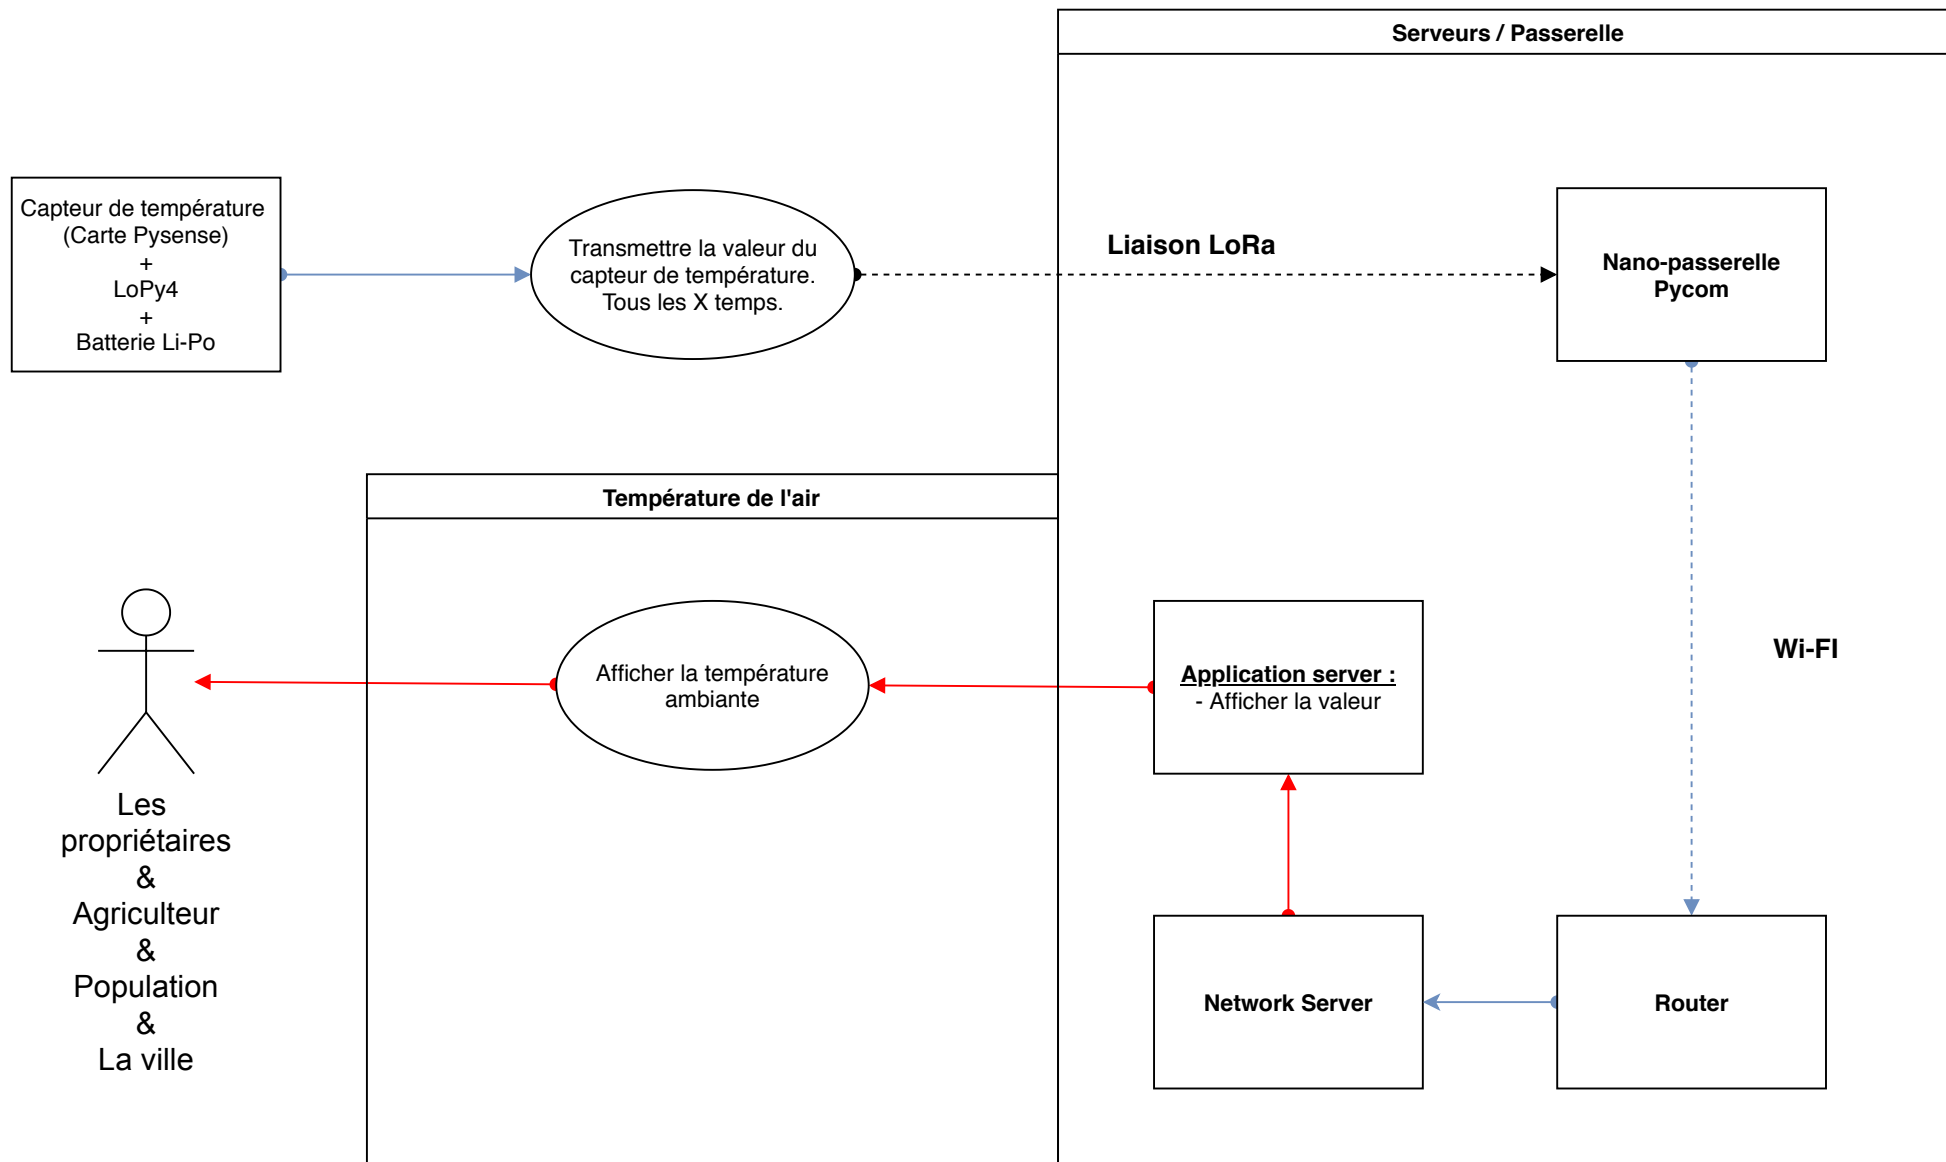 Serveurs / Passerelle
Capteur de température
(Carte Pysense)
+
LoPy4
+
Batterie Li-Po
Transmettre la valeur du
capteur de température.
Tous les X temps.
Liaison LoRa
Nano-passerelle
Pycom
Température de l'air
Afficher la température
ambiante
Application server :
- Afficher la valeur
Wi-FI
Les
propriétaires
&
Agriculteur
&
Population
&
La ville
Network Server
Router